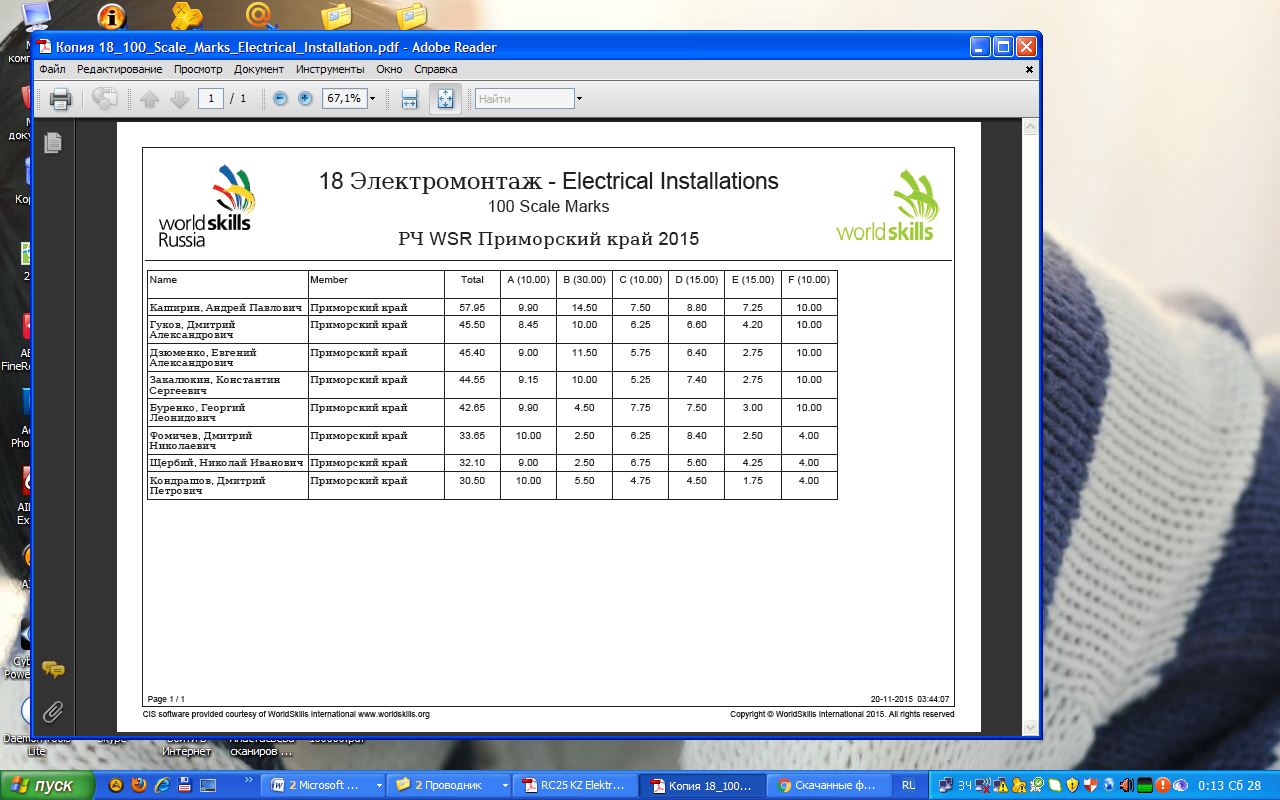 Копия 18_100_Scale_Marks_Electrical_Installation.pdf - Adobe Reader
Файл Редактирование Просмотр Документ Инструменты Окно Справка
1 / 1 67,1% Найти
world skills
Russia
18 Электромонтаж - Electrical Installations
100 Scale Marks
РЧ WSR Приморский край 2015
world skills
Name Member Total A (10.00) B (30.00) C (10.00) D (15.00) E (15.00) F (10.00)
Каширин, Андрей Павлович Приморский край 57.95 9.90 14.50 7.50 8.80 7.25 10.00
Гуков, Дмитрий Приморский край 45.50 8.45 10.00 6.25 6.60 4.20 10.00
Александрович
Дзюменко, Евгений Приморский край 45.40 9.00 11.50 5.75 6.40 2.75 10.00
Александрович
Закалюкин, Константин Приморский край 44.55 9.15 10.00 5.25 7.40 2.75 10.00
Сергеевич
Буренко, Георгий Приморский край 42.65 9.90 4.50 7.75 7.50 3.00 10.00
Леонидович
Фомичев, Дмитрий Приморский край 33.65 10.00 2.50 6.25 8.40 2.50 4.00
Николаевич
Щербий, Николай Иванович Приморский край 32.10 9.00 2.50 6.75 5.60 4.25 4.00
Кондрашов, Дмитрий Приморский край 30.50 10.00 5.50 4.75 4.50 1.75 4.00
Петрович
Page 1 / 1 20-11-2015 03:44:07
CIS software provided courtesy of WorldSkills International www.worldskills.org Copyright © WorldSkills International 2015. All rights reserved
Lite Интернет сканиров ...
пуск 2 Microsoft ... 2 Проводник RC25 KZ Elektr... Копия 18_100... Скачанные ф... RU 0:13 Сб 28